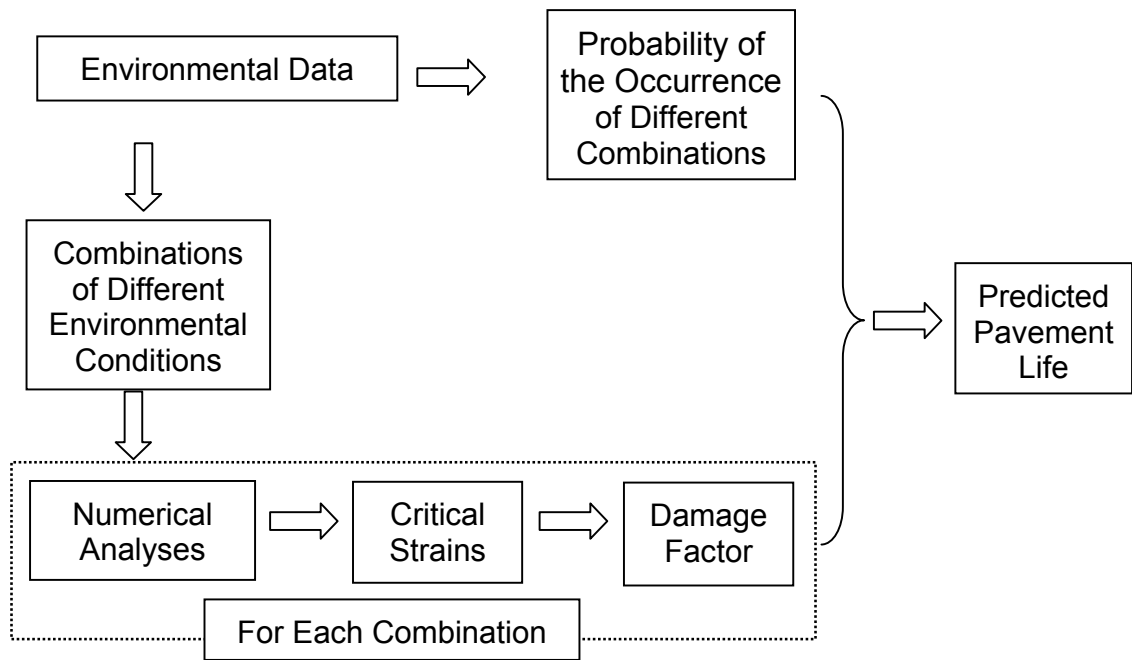 Environmental Data
Probability of
the Occurrence
of Different
Combinations
Combinations
of Different
Environmental
Conditions
Predicted
Pavement
Life
Numerical
Analyses
Critical
Strains
Damage
Factor
For Each Combination